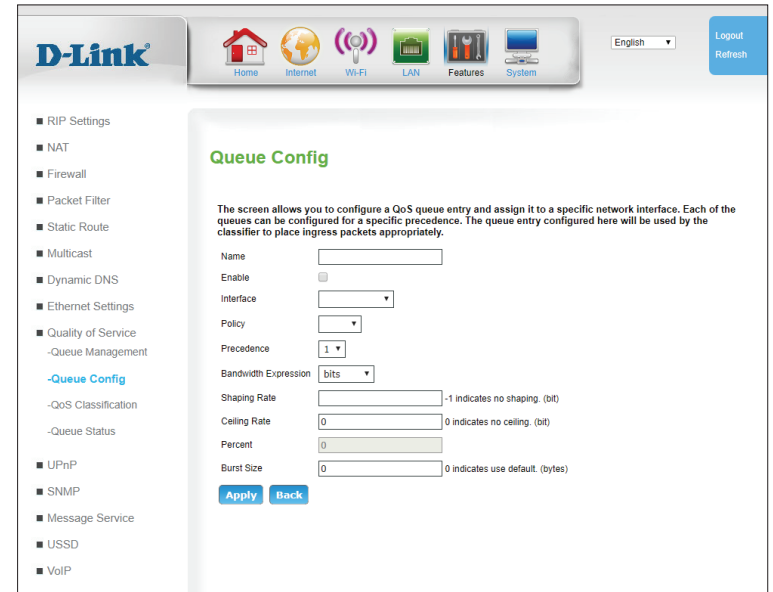 D-Link®
Home
Internet
Wi-Fi
LAN
Features
System
English
Logout
Refresh
RIP Settings
NAT
Firewall
Packet Filter
Static Route
Multicast
Dynamic DNS
Ethernet Settings
Quality of Service
-Queue Management
-Queue Config
-QoS Classification
-Queue Status
UPnP
SNMP
Message Service
USSD
VoIP
Queue Config
The screen allows you to configure a QoS queue entry and assign it to a specific network interface. Each of the
queues can be configured for a specific precedence. The queue entry configured here will be used by the
classifier to place ingress packets appropriately.
Name
Enable
Interface
Policy
Precedence 1
Bandwidth Expression bits
Shaping Rate -1 indicates no shaping. (bit)
Ceiling Rate 0 0 indicates no ceiling. (bit)
Percent 0
Burst Size 0 0 indicates use default. (bytes)
Apply Back